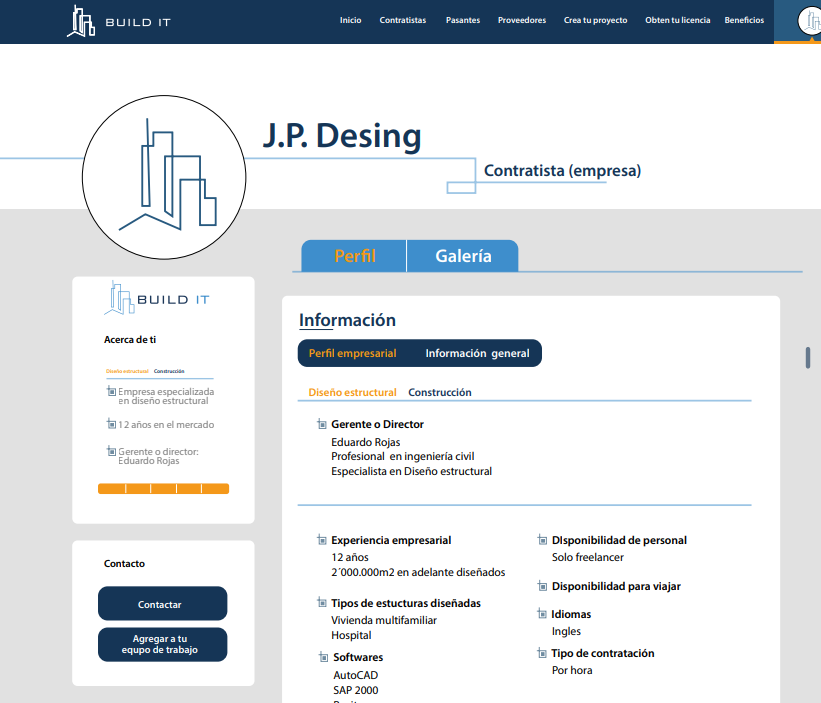 BUILD IT
Inicio Contratistas Pasantes Proveedores Crea tu proyecto Obten tu licencia Beneficios
J.P. Desing
Contratista (empresa)
Perfil Galería
BUILD IT
Acerca de ti
Diseño estructural Construcción
Empresa especializada
en diseño estructural
12 años en el mercado
Gerente o director:
Eduardo Rojas
Contacto
Contactar
Agregar a tu
equpo de trabajo
Información
Perfil empresarial Información general
Diseño estructural Construcción
Gerente o Director
Eduardo Rojas
Profesional en ingeniería civil
Especialista en Diseño estructural
Experiencia empresarial
12 años
2´000.000m2 en adelante diseñados
Tipos de estucturas diseñadas
Vivienda multifamiliar
Hospital
Softwares
AutoCAD
SAP 2000
DIsponibilidad de personal
Solo freelancer
Disponibilidad para viajar
Idiomas
Ingles
Tipo de contratación
Por hora